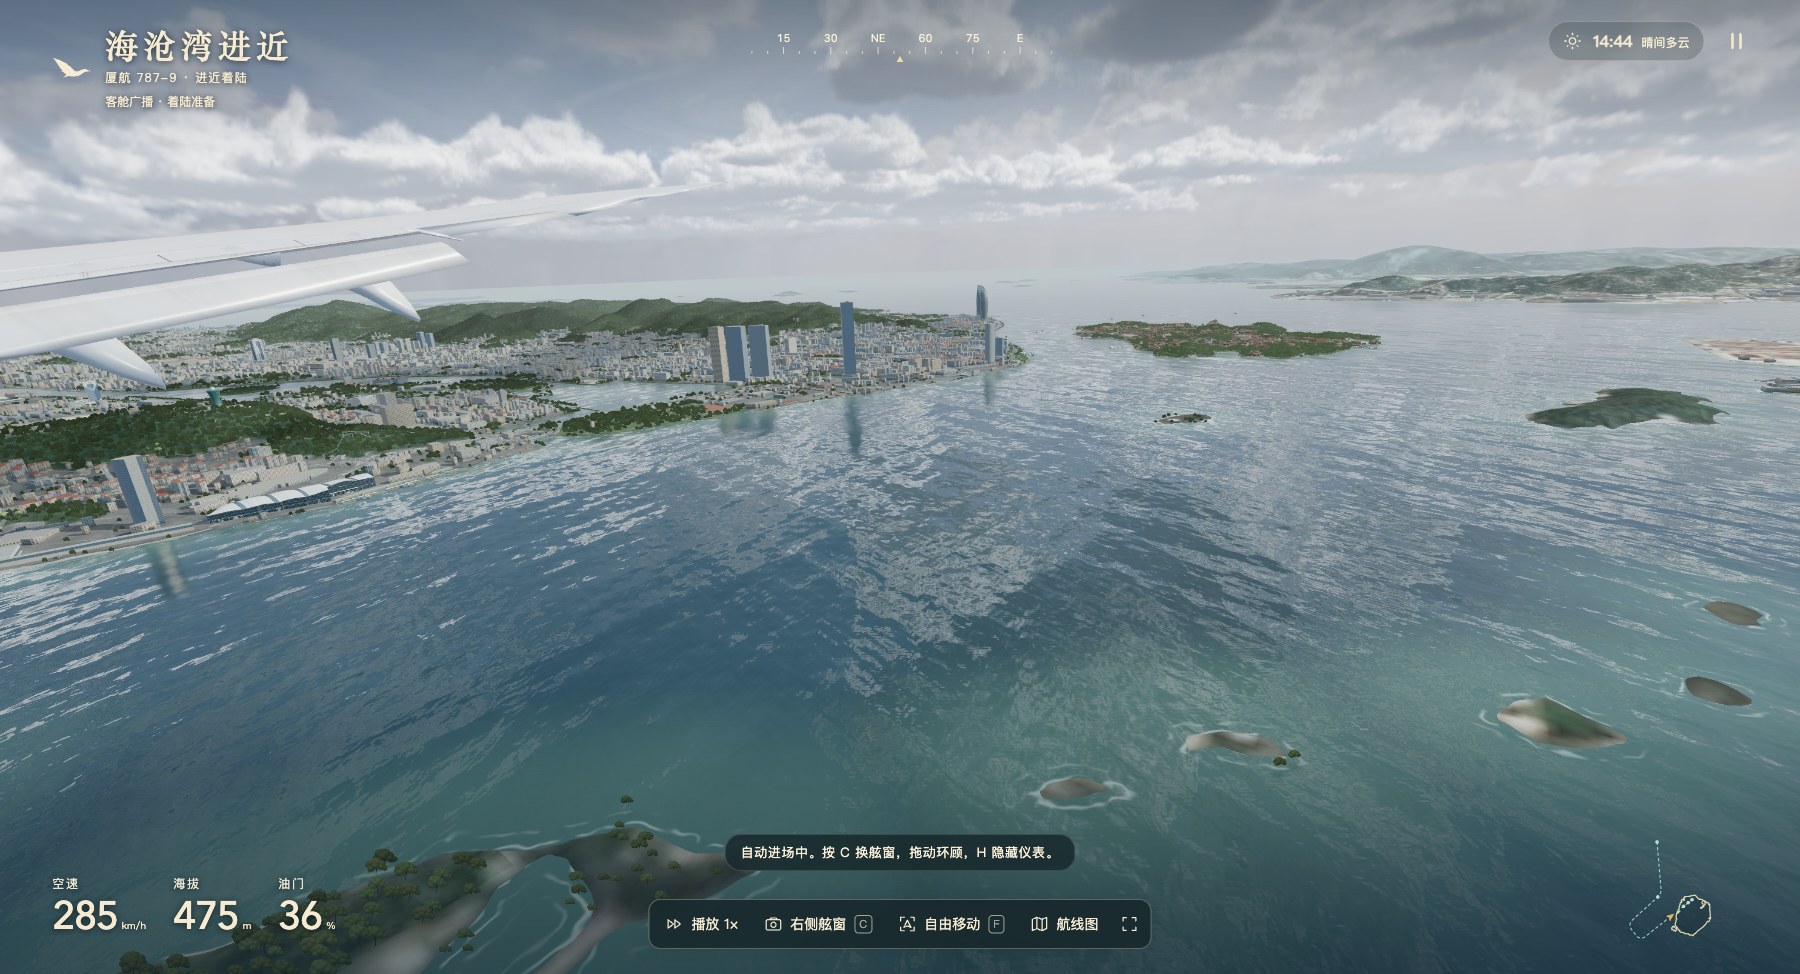 海沧湾进近
厦航 787-9 · 进近着陆
客舱广播 · 着陆准备
15 30 NE 60 75 E
14:44 晴间多云
自动进场中。按 C 换舷窗，拖动环顾，H 隐藏仪表。
空速 海拔 油门
285 km/h 475 m 36 %
播放 1x 右侧舷窗 C 自由移动 F 航线图